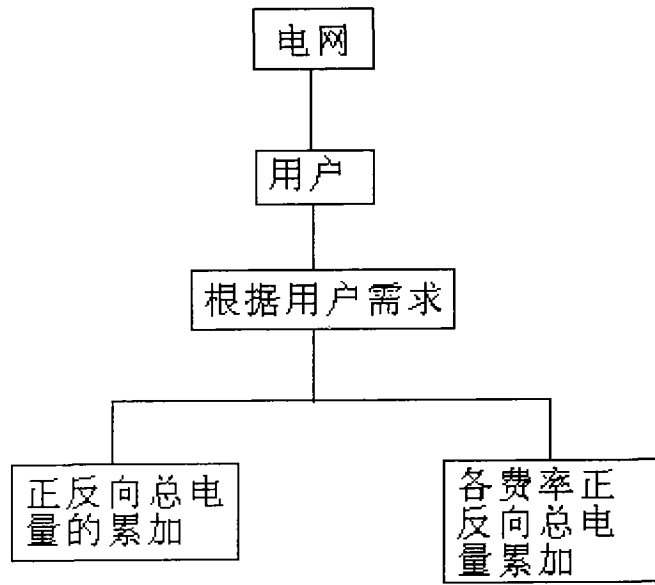 电网
用户
根据用户需求
正反向总电
量的累加
各费率正
反向总电
量累加